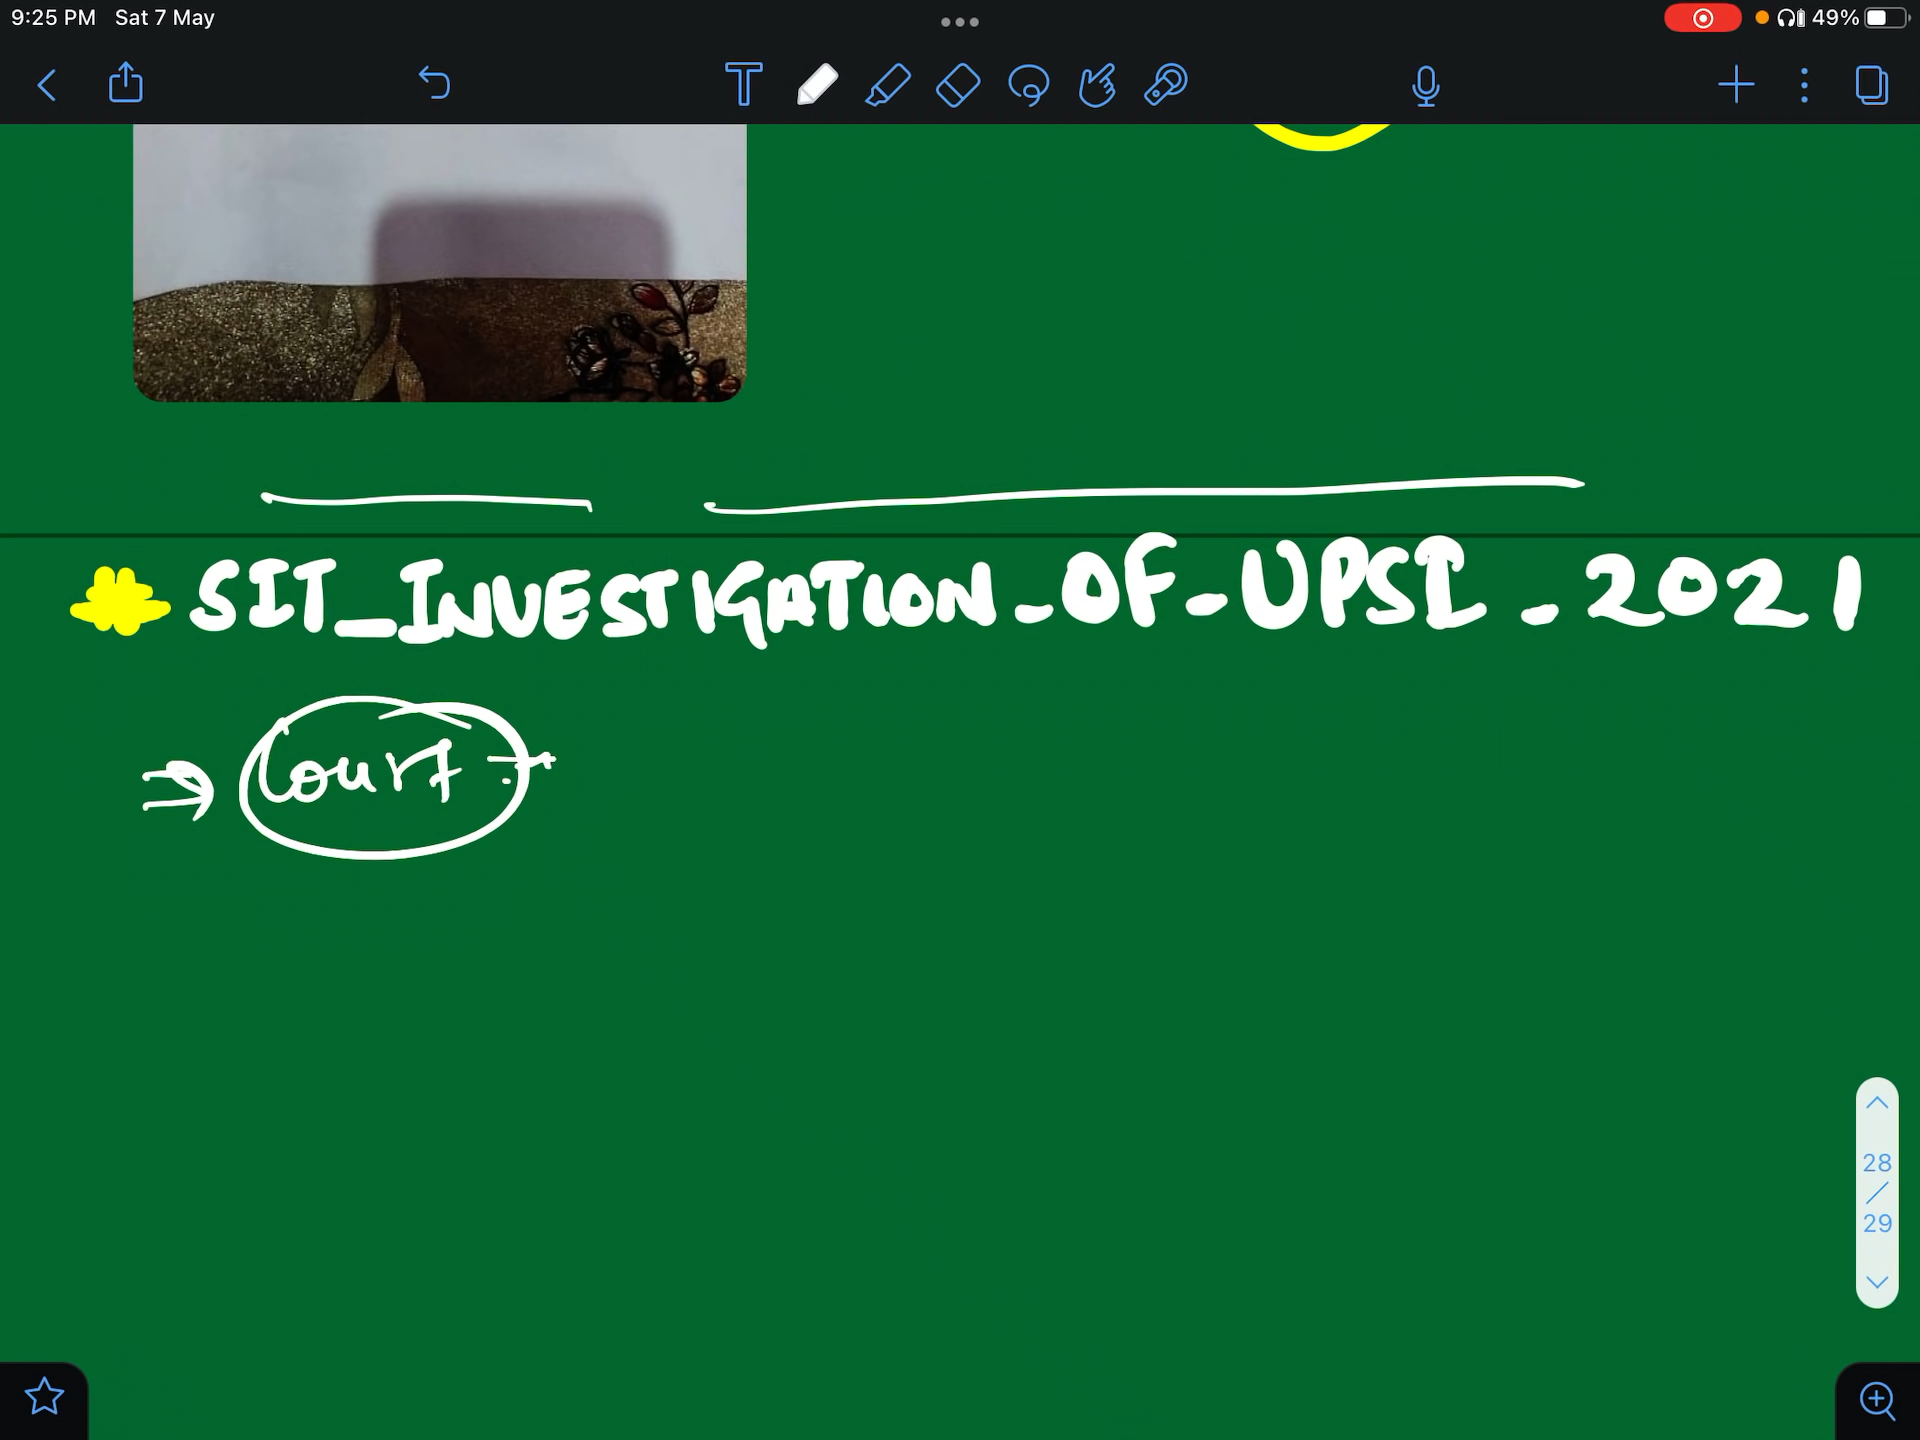 9:25 PM Sat 7 May
49%
# SIT_INVESTIGATION_OF_UPSI_2021
⇒ Court →
28
/
29